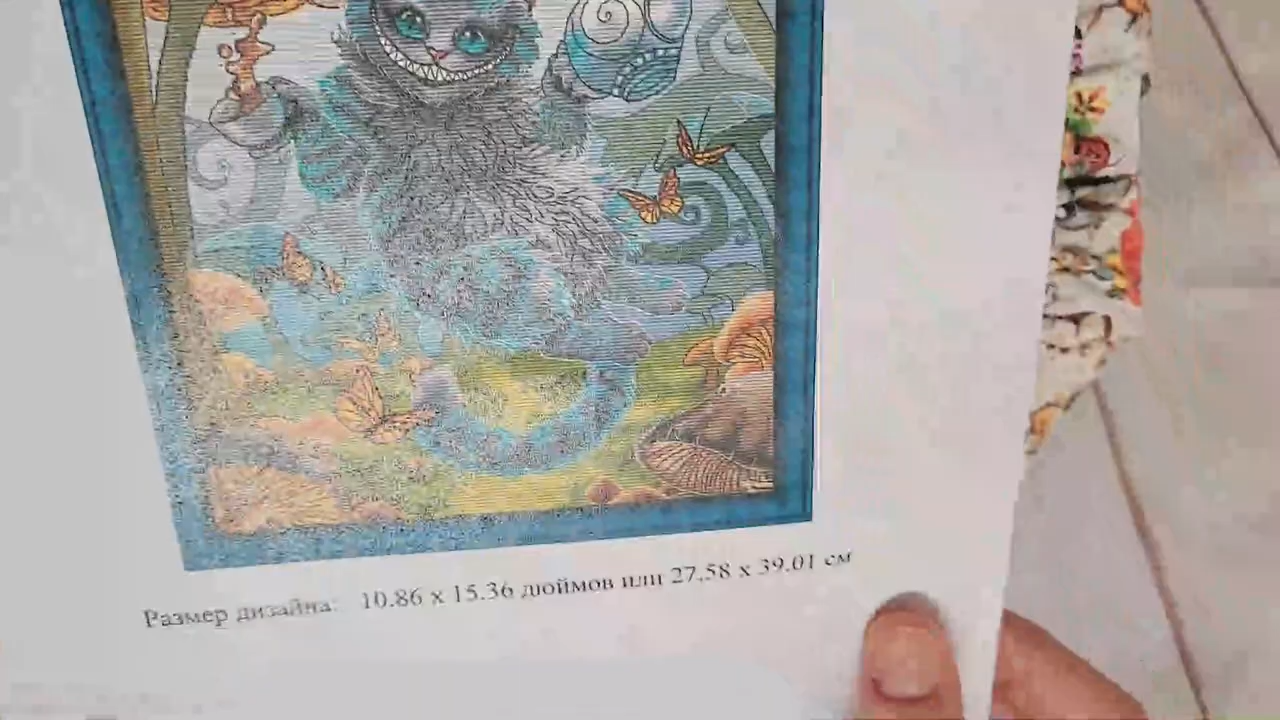 Размер дизайна: 10.86 x 15.36 дюймов или 27.58 x 39.01 см